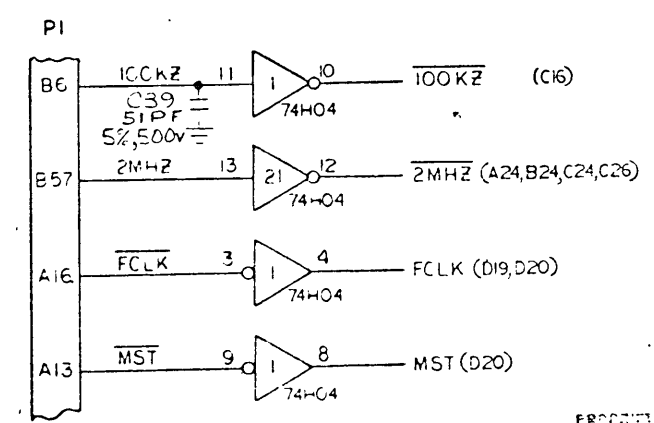 P1
B6 100KZ 11 1 10 100KZ (C16)
C39 74H04
51PF
5%,500V
B57 2MHZ 13 21 12 2MHZ (A24,B24,C24,C26)
74H04
A16 FCLK 3 1 4 FCLK (D19,D20)
74H04
A13 MST 9 1 8 MST (D20)
74H04